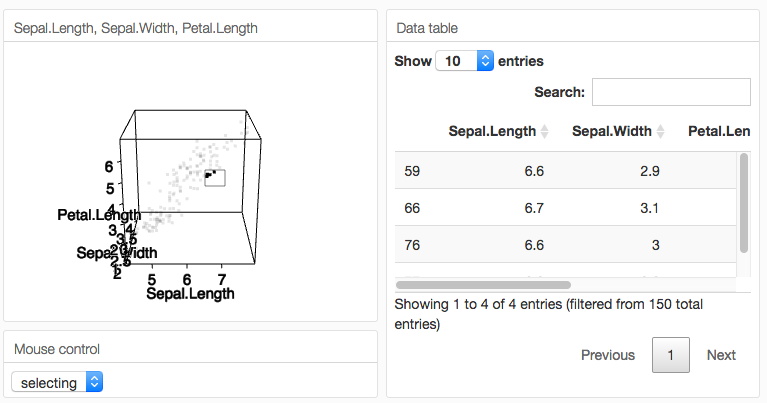 Sepal.Length, Sepal.Width, Petal.Length
6
5
4
3
Petal.Length
4
3.5
2.5
2
Sepal.Width
5 6 7
Sepal.Length
Mouse control
selecting
Data table
Show 10 entries
Search:
Sepal.Length Sepal.Width Petal.Len
59 6.6 2.9
66 6.7 3.1
76 6.6 3
Showing 1 to 4 of 4 entries (filtered from 150 total
entries)
Previous 1 Next